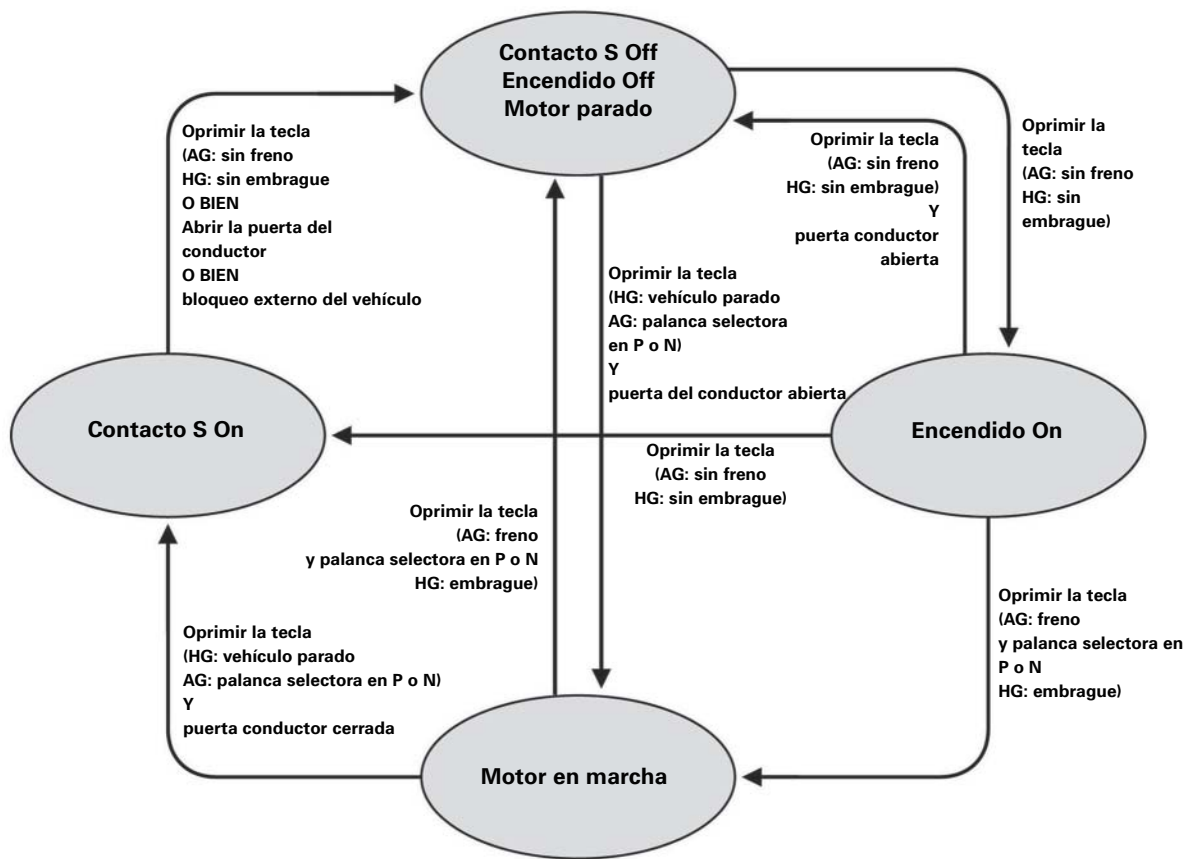 Contacto S Off
Encendido Off
Motor parado
Oprimir la tecla
(AG: sin freno
HG: sin embrague
O BIEN
Abrir la puerta del
conductor
O BIEN
bloqueo externo del vehículo
Oprimir la tecla
(AG: sin freno
HG: sin embrague)
Y
puerta conductor
abierta
Oprimir la
tecla
(AG: sin freno
HG: sin
embrague)
Oprimir la tecla
(HG: vehículo parado
AG: palanca selectora
en P o N)
Y
puerta del conductor abierta
Contacto S On
Encendido On
Oprimir la tecla
(AG: sin freno
HG: sin embrague)
Oprimir la tecla
(AG: freno
y palanca selectora en P o N
HG: embrague)
Oprimir la tecla
(AG: freno
y palanca selectora en
P o N
HG: embrague)
Oprimir la tecla
(HG: vehículo parado
AG: palanca selectora en P o N)
Y
puerta conductor cerrada
Motor en marcha